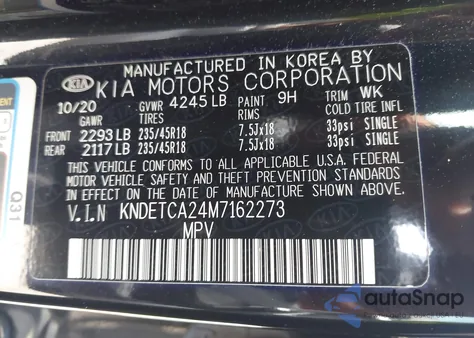 MANUFACTURED IN KOREA BY
KIA KIA MOTORS CORPORATION
10/20 GVWR 4245 LB PAINT 9H TRIM WK
GAWR TIRES RIMS COLD TIRE INFL
FRONT 2293 LB 235/45R18 7.5Jx18 33psi SINGLE
REAR 2117 LB 235/45R18 7.5Jx18 33psi SINGLE
THIS VEHICLE CONFORMS TO ALL APPLICABLE U.S.A. FEDERAL
MOTOR VEHICLE SAFETY AND THEFT PREVENTION STANDARDS
IN EFFECT ON THE DATE OF MANUFACTURE SHOWN ABOVE.
V.I.N KNDETCA24M7162273
MPV
Q31
autoSnap